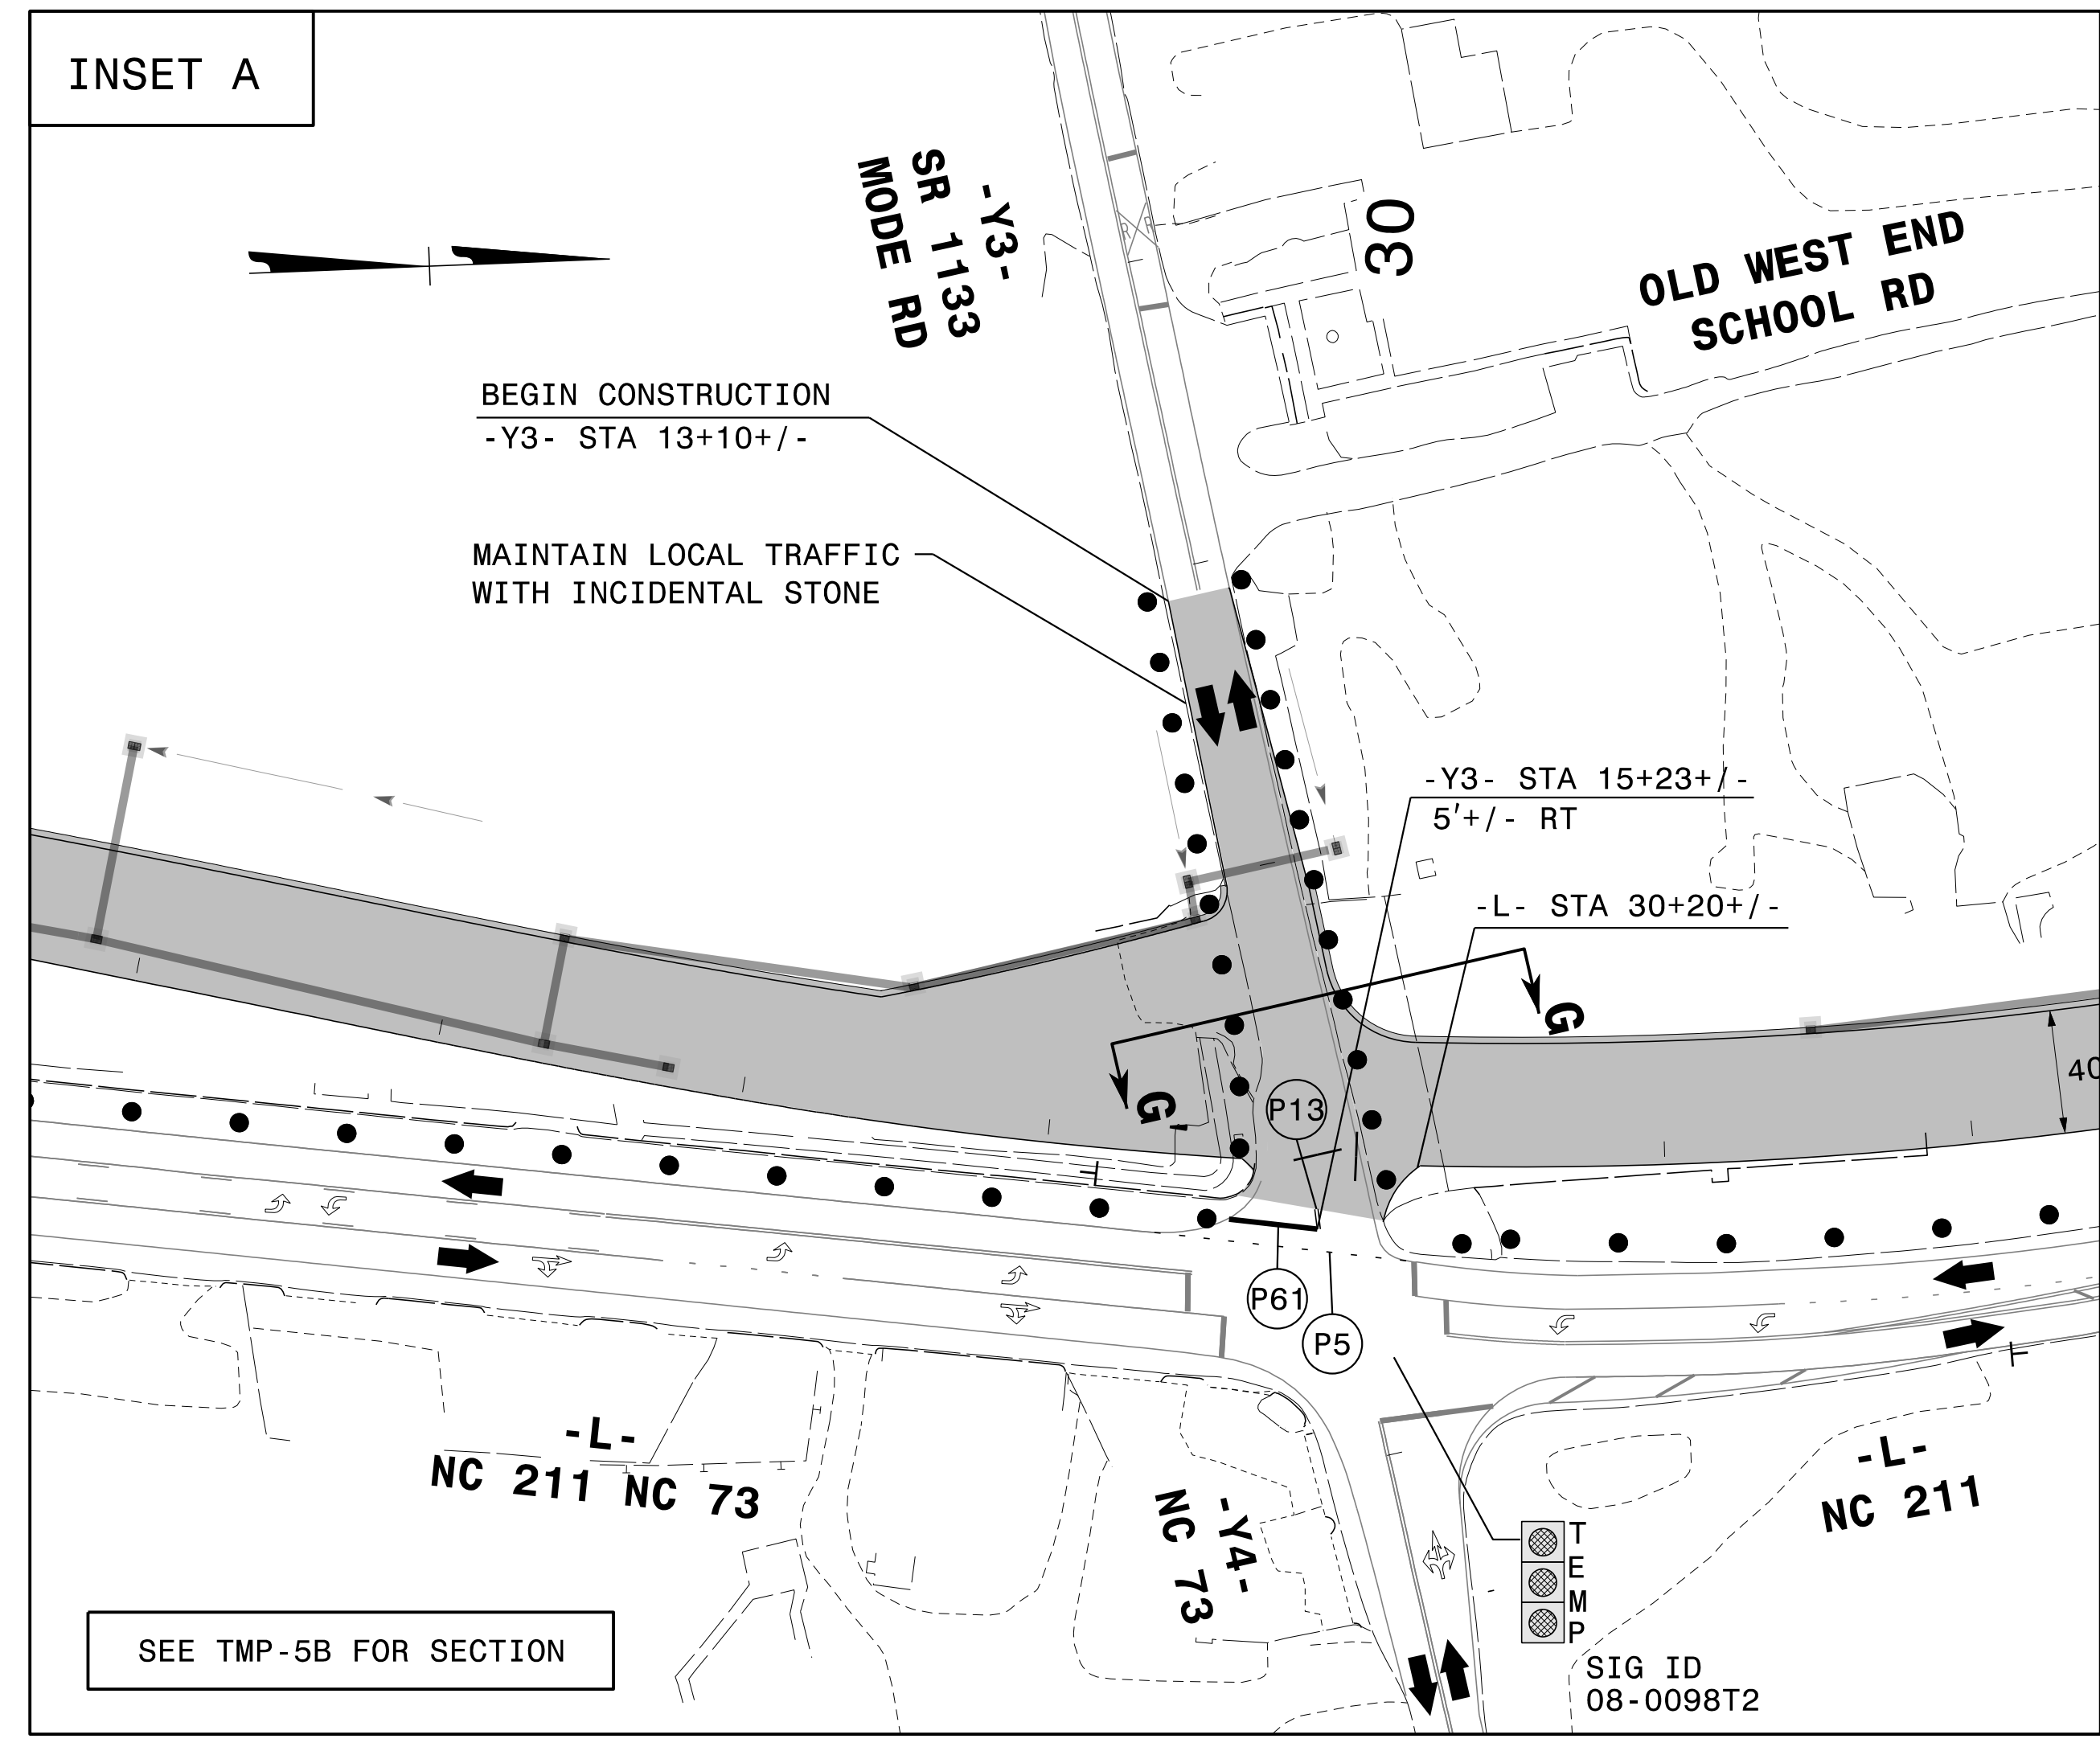 INSET A
-Y3-
SR 1133
MODE RD
30
OLD WEST END
SCHOOL RD
BEGIN CONSTRUCTION
-Y3- STA 13+10+/-
MAINTAIN LOCAL TRAFFIC
WITH INCIDENTAL STONE
-Y3- STA 15+23+/-
5'+/- RT
-L- STA 30+20+/-
G
G'
40
P13
P61
P5
-L-
NC 211 NC 73
-Y4-
NC 73
-L-
NC 211
TEMP
SIG ID
08-0098T2
SEE TMP-5B FOR SECTION